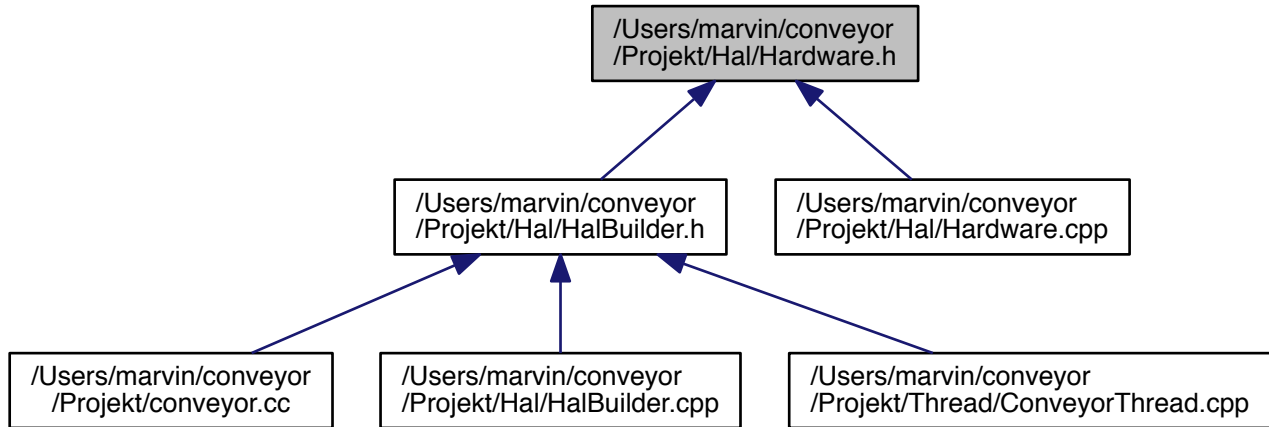 /Users/marvin/conveyor
/Projekt/Hal/Hardware.h
/Users/marvin/conveyor
/Projekt/Hal/HalBuilder.h
/Users/marvin/conveyor
/Projekt/Hal/Hardware.cpp
/Users/marvin/conveyor
/Projekt/conveyor.cc
/Users/marvin/conveyor
/Projekt/Hal/HalBuilder.cpp
/Users/marvin/conveyor
/Projekt/Thread/ConveyorThread.cpp